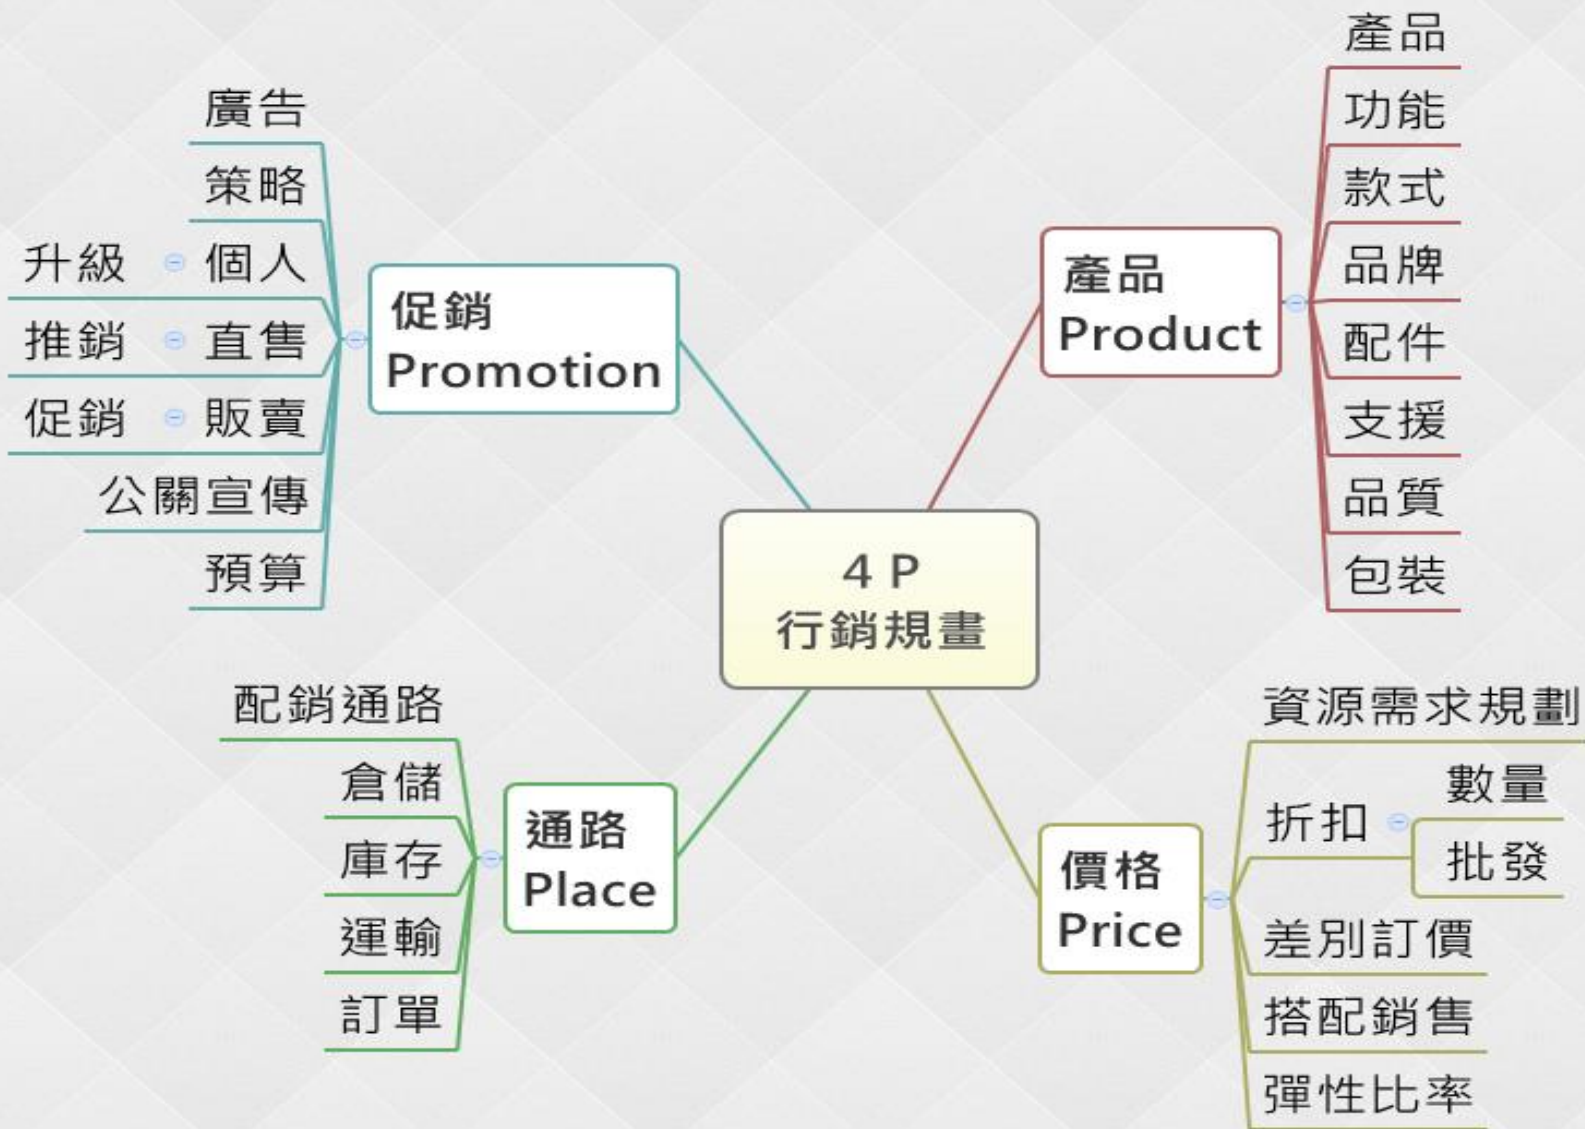 4 P
行銷規畫
產品
Product
產品
功能
款式
品牌
配件
支援
品質
包裝
價格
Price
資源需求規劃
折扣
數量
批發
差別訂價
搭配銷售
彈性比率
促銷
Promotion
廣告
策略
個人
升級
直售
推銷
販賣
促銷
公關宣傳
預算
通路
Place
配銷通路
倉儲
庫存
運輸
訂單